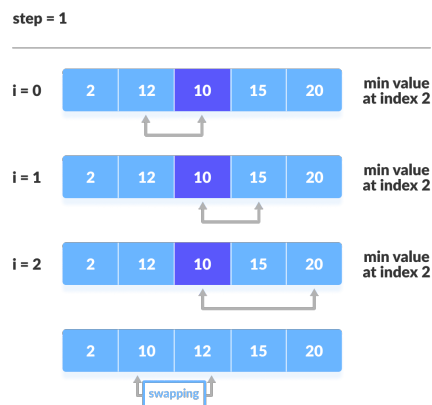 step = 1
i = 0 2 12 10 15 20 min value
at index 2
i = 1 2 12 10 15 20 min value
at index 2
i = 2 2 12 10 15 20 min value
at index 2
2 10 12 15 20
swapping